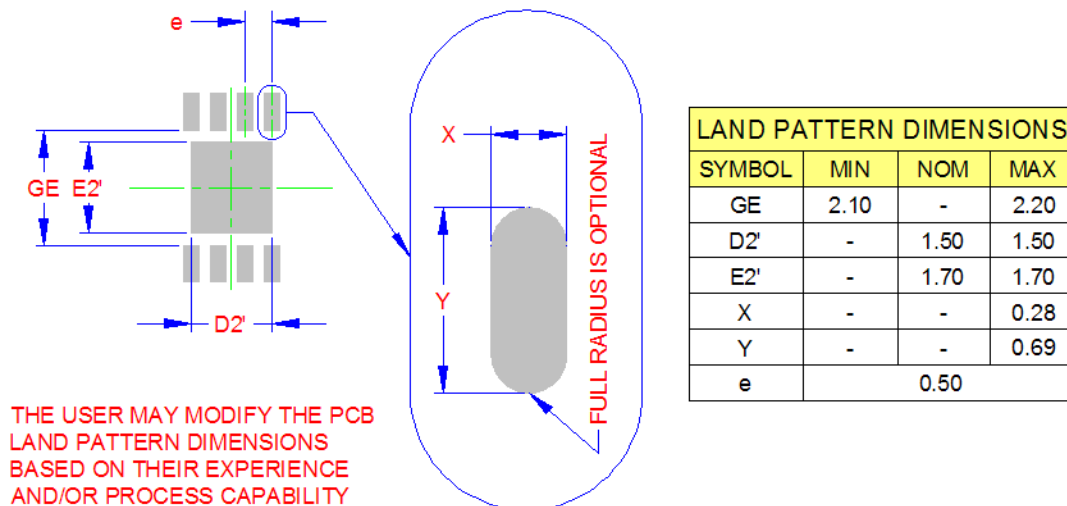 e
GE E2'
D2'
X
Y
FULL RADIUS IS OPTIONAL
THE USER MAY MODIFY THE PCB
LAND PATTERN DIMENSIONS
BASED ON THEIR EXPERIENCE
AND/OR PROCESS CAPABILITY
LAND PATTERN DIMENSIONS
SYMBOL MIN NOM MAX
GE 2.10 - 2.20
D2' - 1.50 1.50
E2' - 1.70 1.70
X - - 0.28
Y - - 0.69
e 0.50